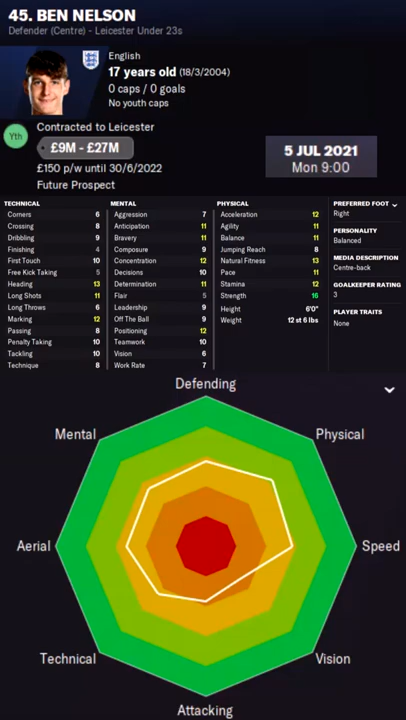 45. BEN NELSON
Defender (Centre) - Leicester Under 23s
English
17 years old (18/3/2004)
0 caps / 0 goals
No youth caps
Yth
Contracted to Leicester
£9M - £27M
£150 p/w until 30/6/2022
Future Prospect
5 JUL 2021
Mon 9:00
TECHNICAL
Corners 6
Crossing 8
Dribbling 9
Finishing 4
First Touch 10
Free Kick Taking 5
Heading 13
Long Shots 11
Long Throws 6
Marking 12
Passing 8
Penalty Taking 10
Tackling 10
Technique 8
MENTAL
Aggression 7
Anticipation 11
Bravery 11
Composure 9
Concentration 12
Decisions 10
Determination 11
Flair 5
Leadership 9
Off The Ball 9
Positioning 12
Teamwork 10
Vision 6
Work Rate 7
PHYSICAL
Acceleration 12
Agility 11
Balance 11
Jumping Reach 8
Natural Fitness 13
Pace 11
Stamina 12
Strength 16
Height 6'0"
Weight 12 st 6 lbs
PREFERRED FOOT
Right
PERSONALITY
Balanced
MEDIA DESCRIPTION
Centre-back
GOALKEEPER RATING
3
PLAYER TRAITS
None
Defending
Mental
Physical
Aerial
Speed
Technical
Vision
Attacking